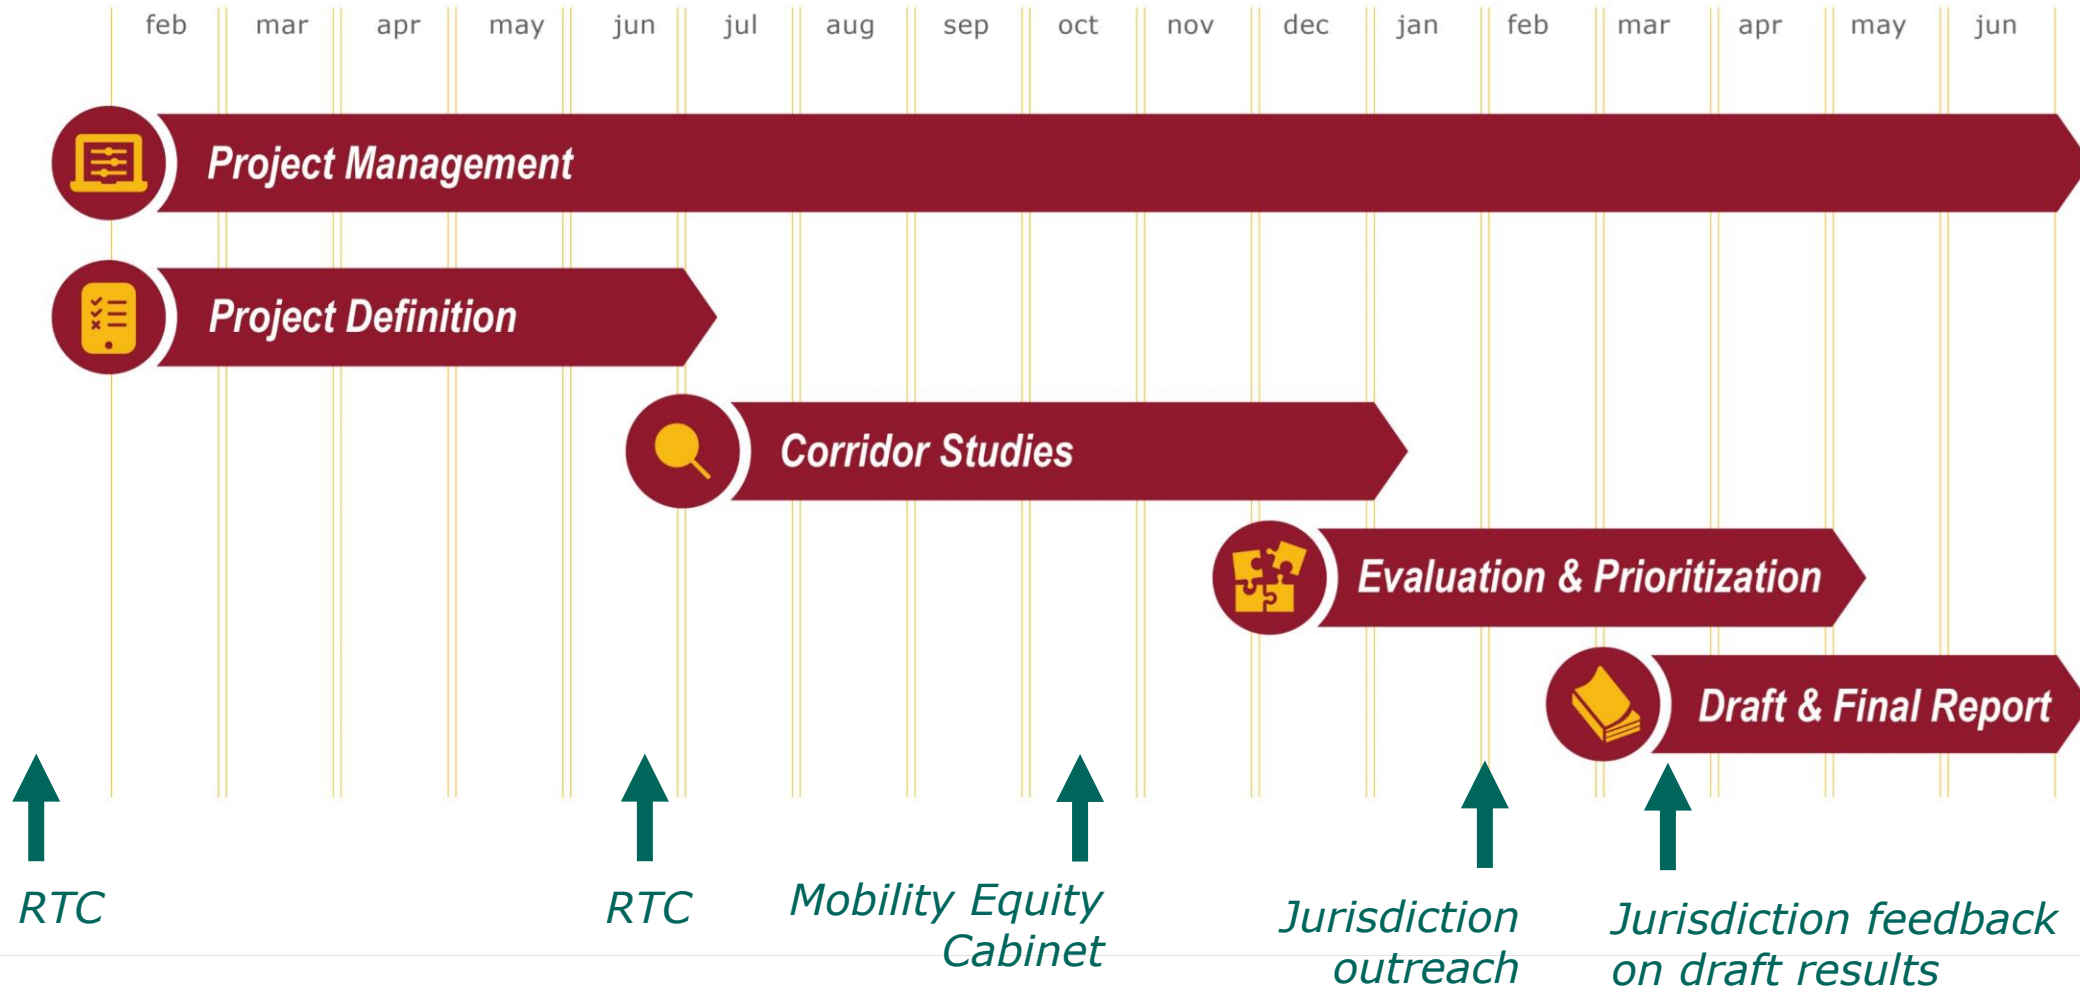 feb mar apr may jun jul aug sep oct nov dec jan feb mar apr may jun
Project Management
Project Definition
Corridor Studies
Evaluation & Prioritization
Draft & Final Report
RTC
RTC
Mobility Equity
Cabinet
Jurisdiction
outreach
Jurisdiction feedback
on draft results